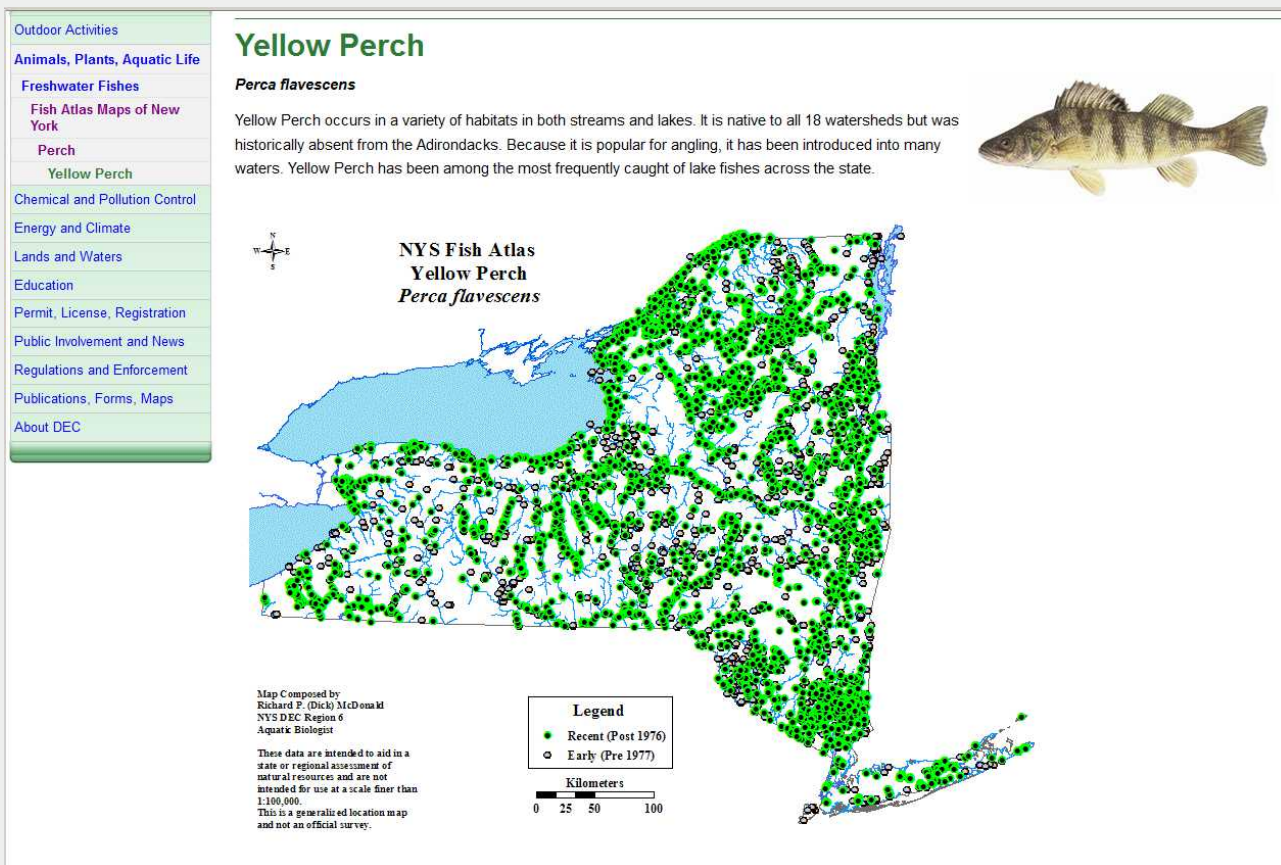 Outdoor Activities
Animals, Plants, Aquatic Life
Freshwater Fishes
Fish Atlas Maps of New
York
Perch
Yellow Perch
Chemical and Pollution Control
Energy and Climate
Lands and Waters
Education
Permit, License, Registration
Public Involvement and News
Regulations and Enforcement
Publications, Forms, Maps
About DEC
Yellow Perch
Perca flavescens
Yellow Perch occurs in a variety of habitats in both streams and lakes. It is native to all 18 watersheds but was
historically absent from the Adirondacks. Because it is popular for angling, it has been introduced into many
waters. Yellow Perch has been among the most frequently caught of lake fishes across the state.
N
W E
S
NYS Fish Atlas
Yellow Perch
Perca flavescens
Map Composed by
Richard P. (Dick) McDonald
NYS DEC Region 6
Aquatic Biologist
These data are intended to aid in a
state or regional assessment of
natural resources and are not
intended for use at a scale finer than
1:100,000.
This is a generalized location map
and not an official survey.
Legend
Recent (Post 1976)
Early (Pre 1977)
Kilometers
0 25 50 100